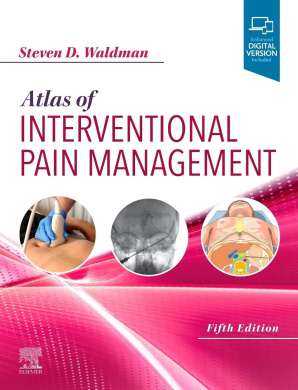 Steven D. Waldman
Enhanced
DIGITAL
VERSION
Included
Atlas of
INTERVENTIONAL
PAIN MANAGEMENT
Fifth Edition
ELSEVIER